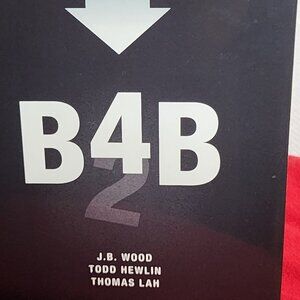 B4B
2
J.B. WOOD
TODD HEWLIN
THOMAS LAH